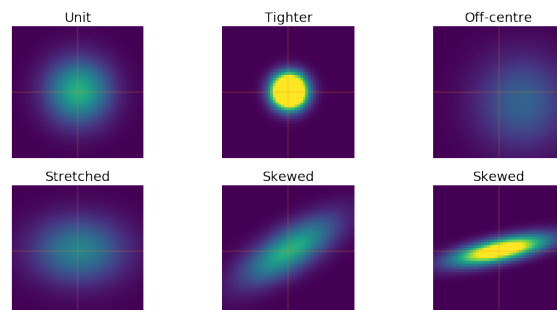 Unit
Tighter
Off-centre
Stretched
Skewed
Skewed